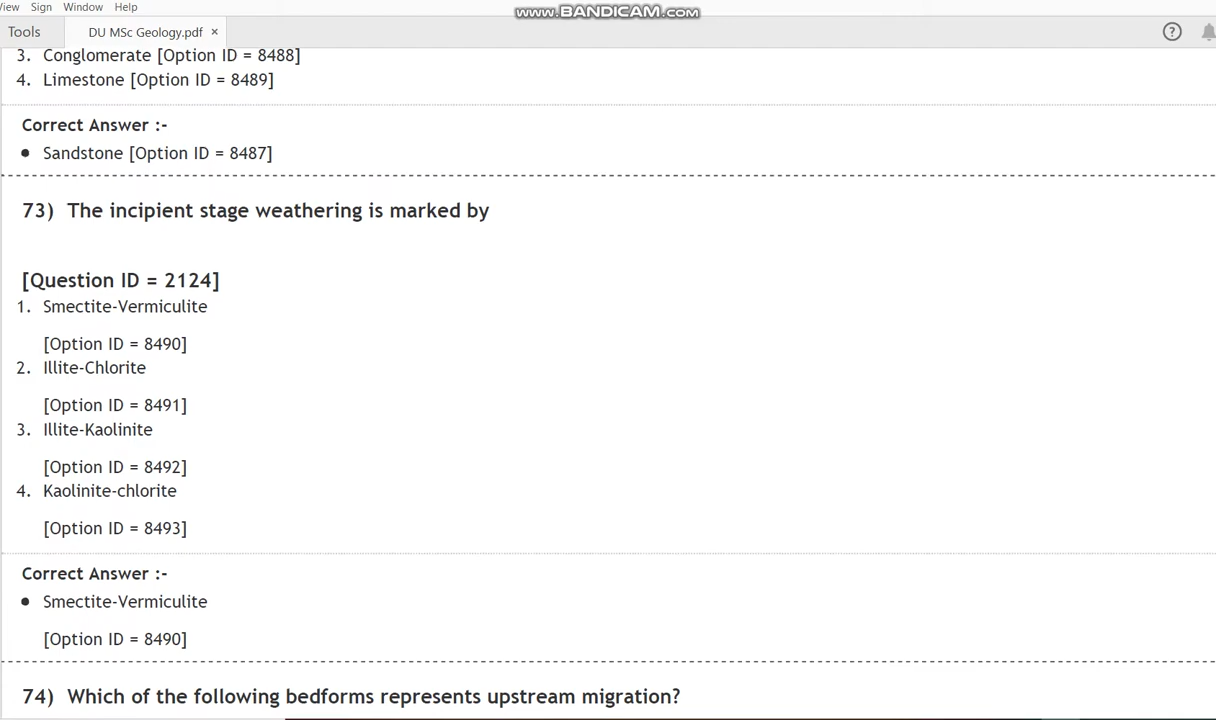 View Sign Window Help
www.BANDICAM.com
Tools DU MSc Geology.pdf ×
3. Conglomerate [Option ID = 8488]
4. Limestone [Option ID = 8489]
Correct Answer :-
• Sandstone [Option ID = 8487]
73) The incipient stage weathering is marked by
[Question ID = 2124]
1. Smectite-Vermiculite
[Option ID = 8490]
2. Illite-Chlorite
[Option ID = 8491]
3. Illite-Kaolinite
[Option ID = 8492]
4. Kaolinite-chlorite
[Option ID = 8493]
Correct Answer :-
• Smectite-Vermiculite
[Option ID = 8490]
74) Which of the following bedforms represents upstream migration?